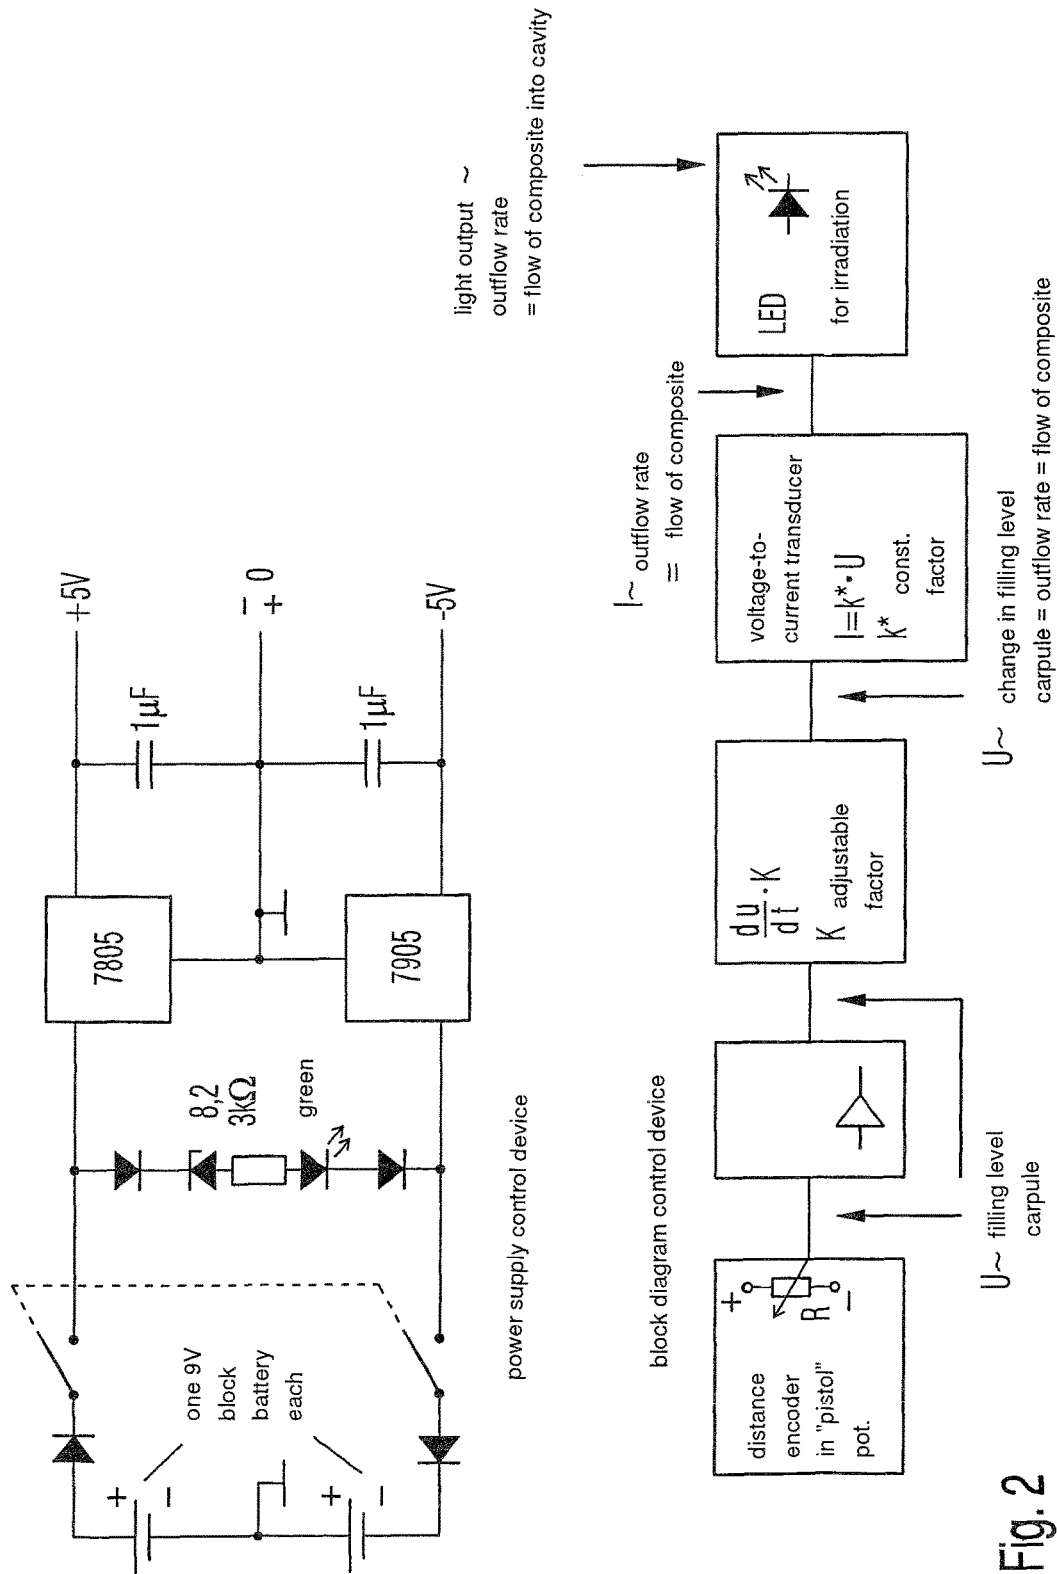 one 9V
block
battery
each
+
−
+
−
8,2
3kΩ
green
7805
7905
1µF
1µF
+5V
+̄ 0
-5V
power supply control device
block diagram control device
distance
encoder
in "pistol"
pot.
+
R
−
U~ filling level
carpule
du/dt · K
K adjustable
factor
U~ change in filling level
carpule = outflow rate = flow of composite
voltage-to-
current transducer
I=k*·U
k* const.
factor
I~ outflow rate
= flow of composite
LED
for irradiation
light output ~
outflow rate
= flow of composite into cavity
Fig. 2